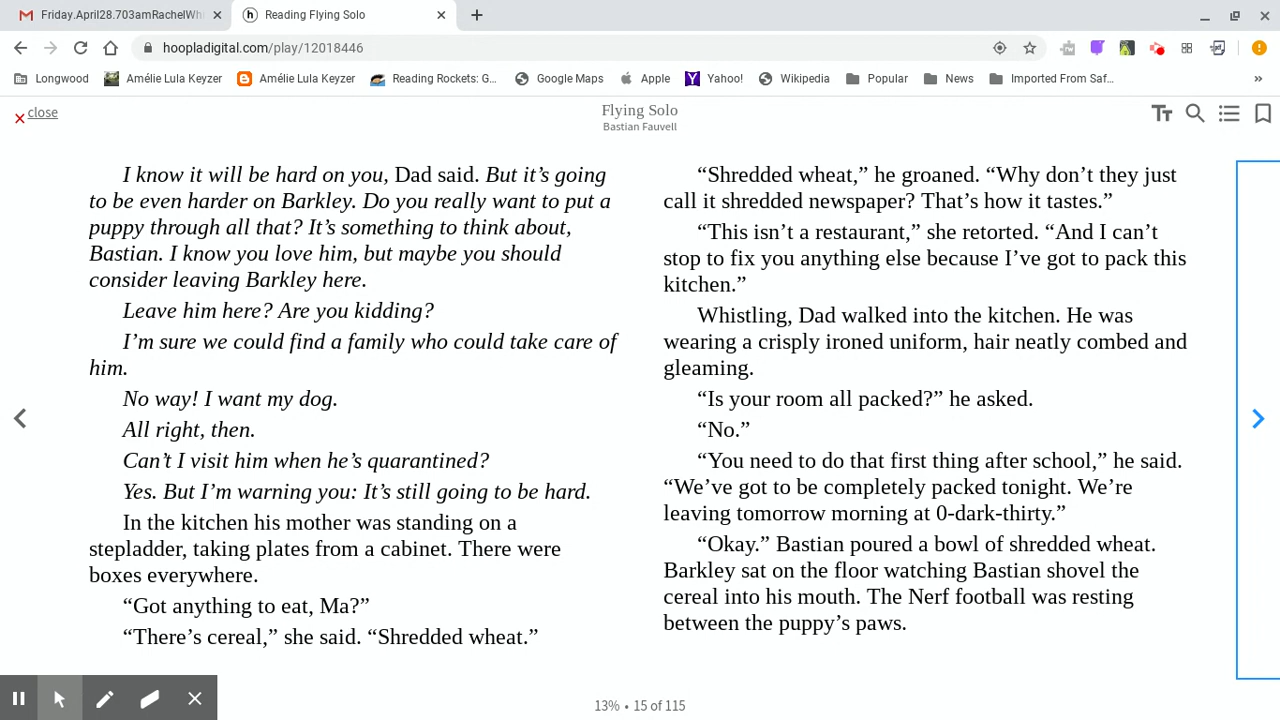 Friday.April28.703amRachelWh
Reading Flying Solo
hoopladigital.com/play/12018446
Longwood
Amélie Lula Keyzer
Amélie Lula Keyzer
Reading Rockets: G…
Google Maps
Apple
Yahoo!
Wikipedia
Popular
News
Imported From Saf…
close
Flying Solo
Bastian Fauvell
I know it will be hard on you, Dad said. But it’s going
to be even harder on Barkley. Do you really want to put a
puppy through all that? It’s something to think about,
Bastian. I know you love him, but maybe you should
consider leaving Barkley here.
Leave him here? Are you kidding?
I’m sure we could find a family who could take care of
him.
No way! I want my dog.
All right, then.
Can’t I visit him when he’s quarantined?
Yes. But I’m warning you: It’s still going to be hard.
In the kitchen his mother was standing on a
stepladder, taking plates from a cabinet. There were
boxes everywhere.
“Got anything to eat, Ma?”
“There’s cereal,” she said. “Shredded wheat.”
“Shredded wheat,” he groaned. “Why don’t they just
call it shredded newspaper? That’s how it tastes.”
“This isn’t a restaurant,” she retorted. “And I can’t
stop to fix you anything else because I’ve got to pack this
kitchen.”
Whistling, Dad walked into the kitchen. He was
wearing a crisply ironed uniform, hair neatly combed and
gleaming.
“Is your room all packed?” he asked.
“No.”
“You need to do that first thing after school,” he said.
“We’ve got to be completely packed tonight. We’re
leaving tomorrow morning at 0-dark-thirty.”
“Okay.” Bastian poured a bowl of shredded wheat.
Barkley sat on the floor watching Bastian shovel the
cereal into his mouth. The Nerf football was resting
between the puppy’s paws.
13% • 15 of 115